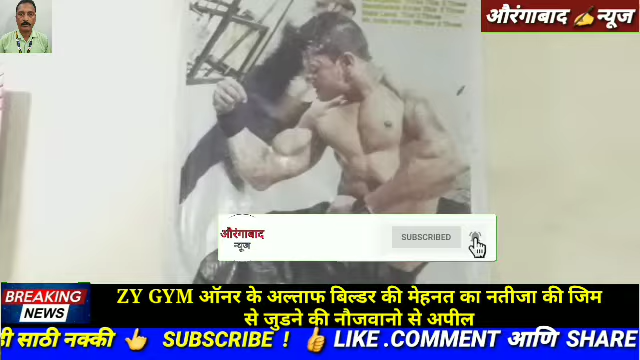 औरंगाबाद ✍न्यूज
औरंगाबाद
न्यूज
SUBSCRIBED
BREAKING
NEWS
ZY GYM ऑनर के अल्ताफ बिल्डर की मेहनत का नतीजा की जिम
से जुडने की नौजवानो से अपील
ही साठी नक्की 👉 SUBSCRIBE ! 👍 LIKE .COMMENT आणि SHARE